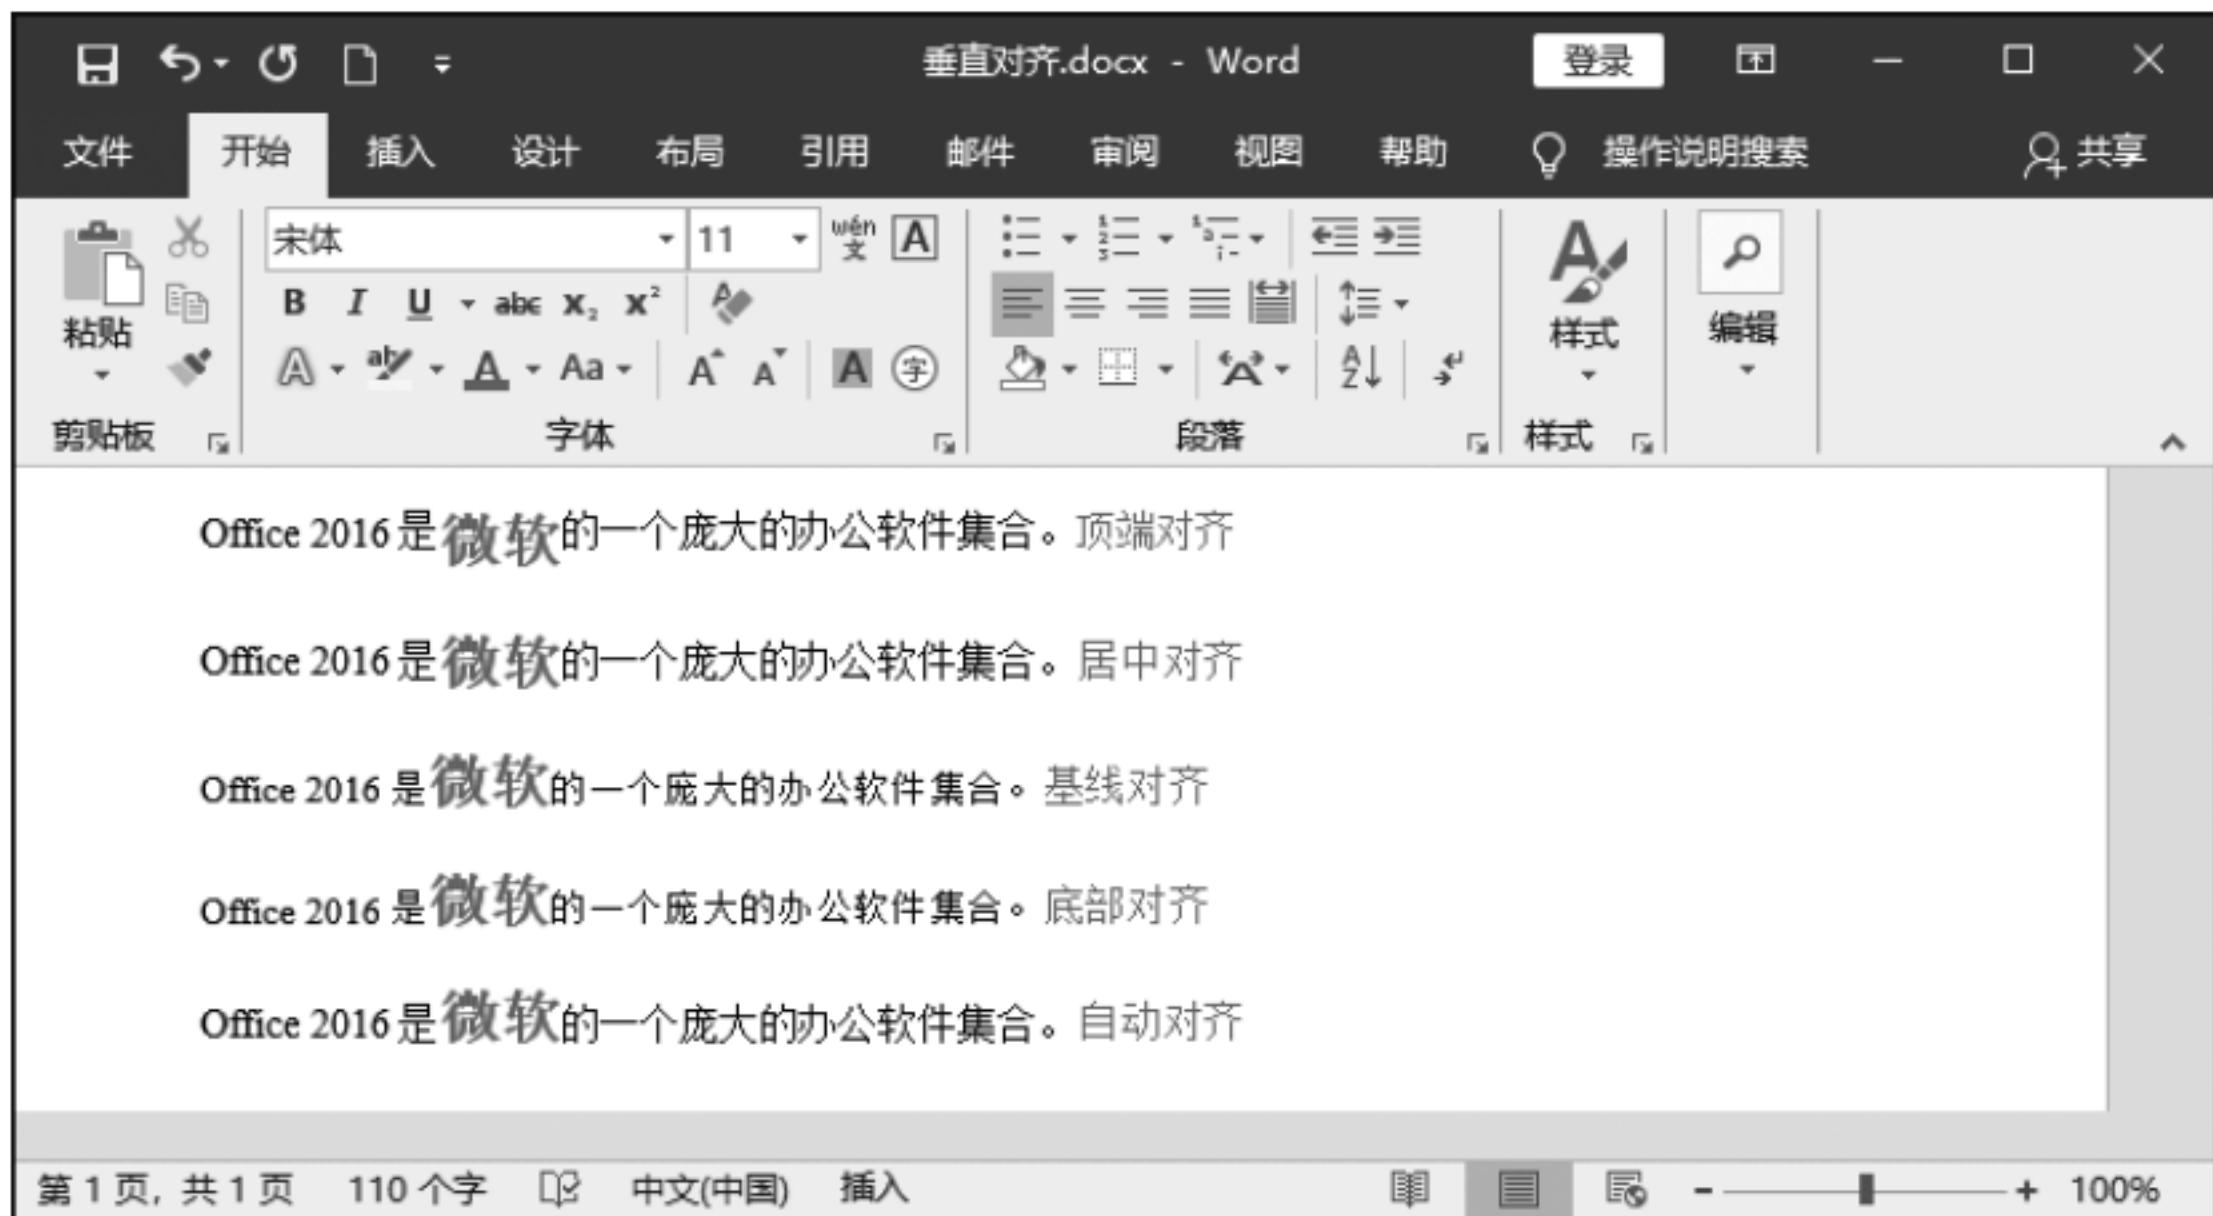 垂直对齐.docx - Word 登录
文件 开始 插入 设计 布局 引用 邮件 审阅 视图 帮助 操作说明搜索 共享
宋体 11 wén 文 A
B I U abc X₂ X²
粘贴 样式 编辑
A aby A Aa A A A 字 A Z
剪贴板 字体 段落 样式
Office 2016 是微软的一个庞大的办公软件集合。顶端对齐
Office 2016 是微软的一个庞大的办公软件集合。居中对齐
Office 2016 是微软的一个庞大的办公软件集合。基线对齐
Office 2016 是微软的一个庞大的办公软件集合。底部对齐
Office 2016 是微软的一个庞大的办公软件集合。自动对齐
第 1 页, 共 1 页 110 个字 中文(中国) 插入 - + 100%